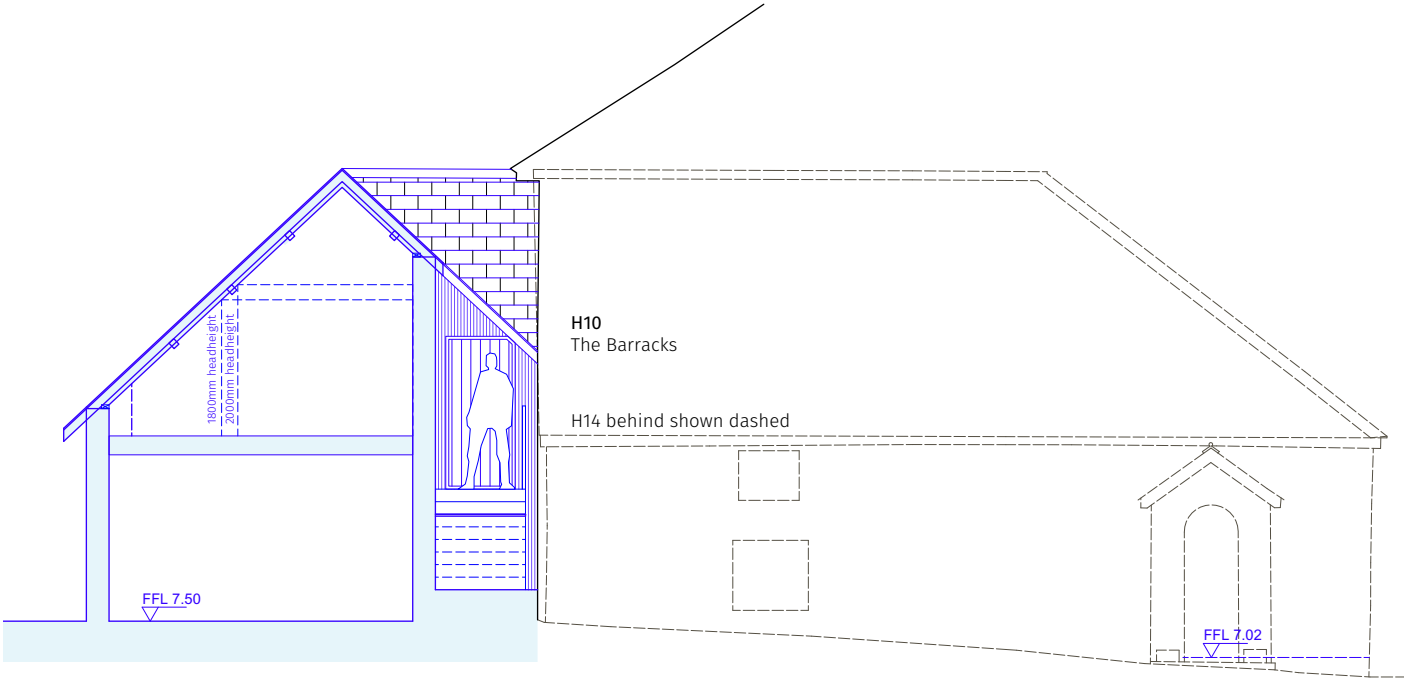 H10
The Barracks
1800mm headheight
2000mm headheight
H14 behind shown dashed
FFL 7.50
FFL 7.02